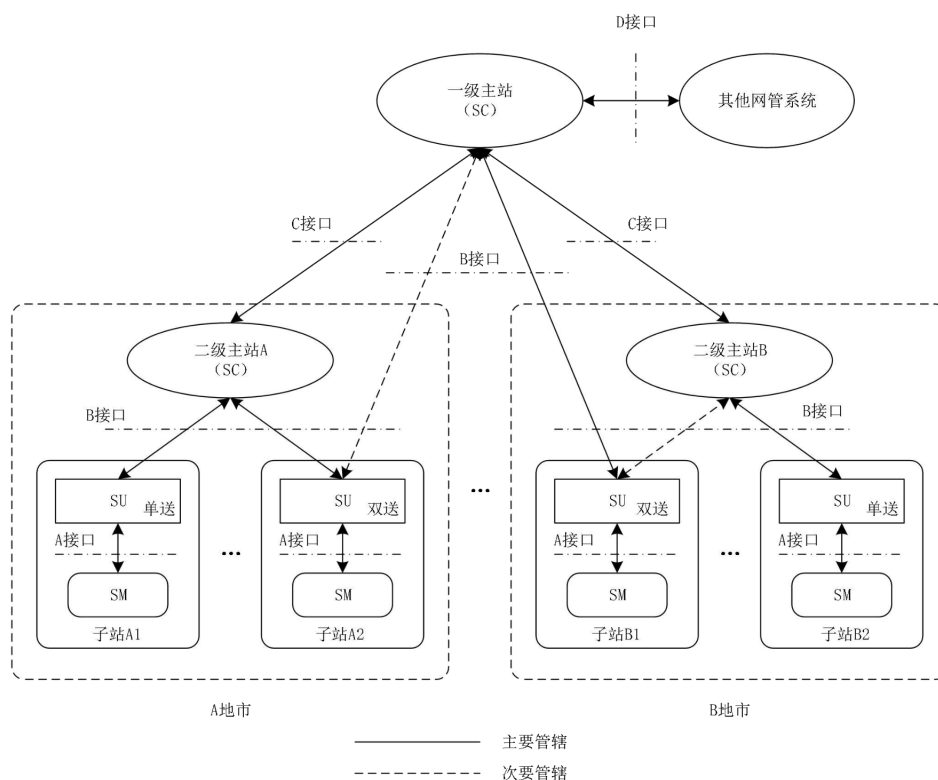 D接口
一级主站
(SC)
其他网管系统
C接口
C接口
B接口
二级主站A
(SC)
二级主站B
(SC)
B接口
B接口
SU
单送
SU
双送
SU
双送
SU
单送
...
A接口
A接口
A接口
A接口
...
...
SM
SM
SM
SM
子站A1
子站A2
子站B1
子站B2
A地市
B地市
主要管辖
次要管辖